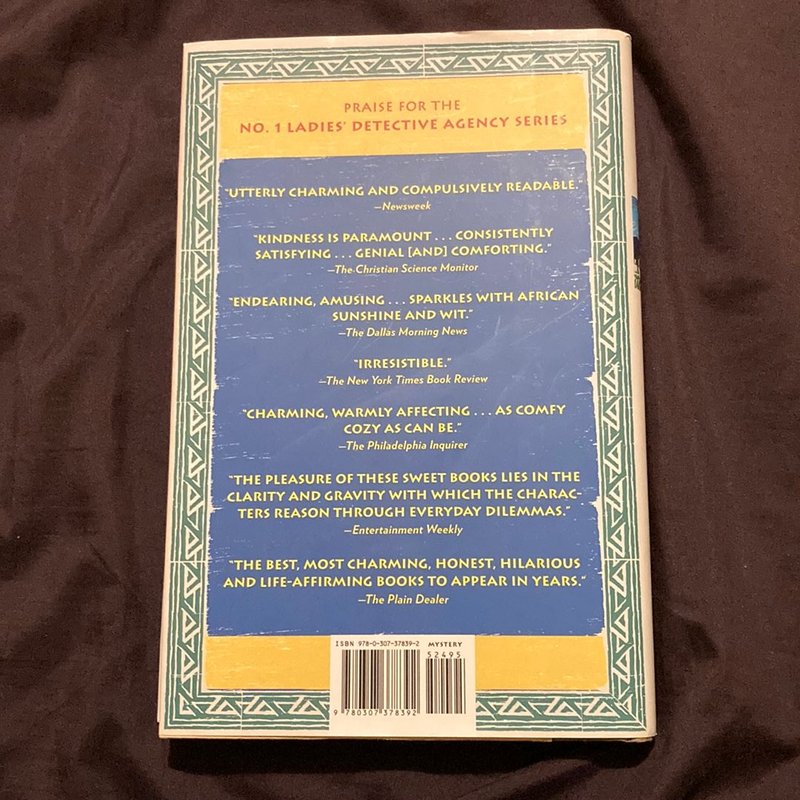 PRAISE FOR THE
NO. 1 LADIES' DETECTIVE AGENCY SERIES
"UTTERLY CHARMING AND COMPULSIVELY READABLE."
—Newsweek
"KINDNESS IS PARAMOUNT . . . CONSISTENTLY
SATISFYING . . . GENIAL [AND] COMFORTING."
—The Christian Science Monitor
"ENDEARING, AMUSING . . . SPARKLES WITH AFRICAN
SUNSHINE AND WIT."
—The Dallas Morning News
"IRRESISTIBLE."
—The New York Times Book Review
"CHARMING, WARMLY AFFECTING . . . AS COMFY
COZY AS CAN BE."
—The Philadelphia Inquirer
"THE PLEASURE OF THESE SWEET BOOKS LIES IN THE
CLARITY AND GRAVITY WITH WHICH THE CHARAC-
TERS REASON THROUGH EVERYDAY DILEMMAS."
—Entertainment Weekly
"THE BEST, MOST CHARMING, HONEST, HILARIOUS
AND LIFE-AFFIRMING BOOKS TO APPEAR IN YEARS."
—The Plain Dealer
ISBN 978-0-307-37839-2 MYSTERY
52495
9 780307 378392